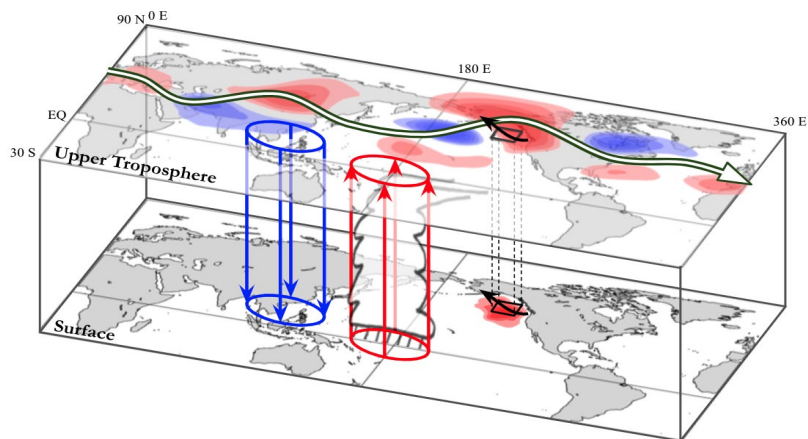 90 N
0 E
180 E
EQ
360 E
30 S
Upper Troposphere
Surface